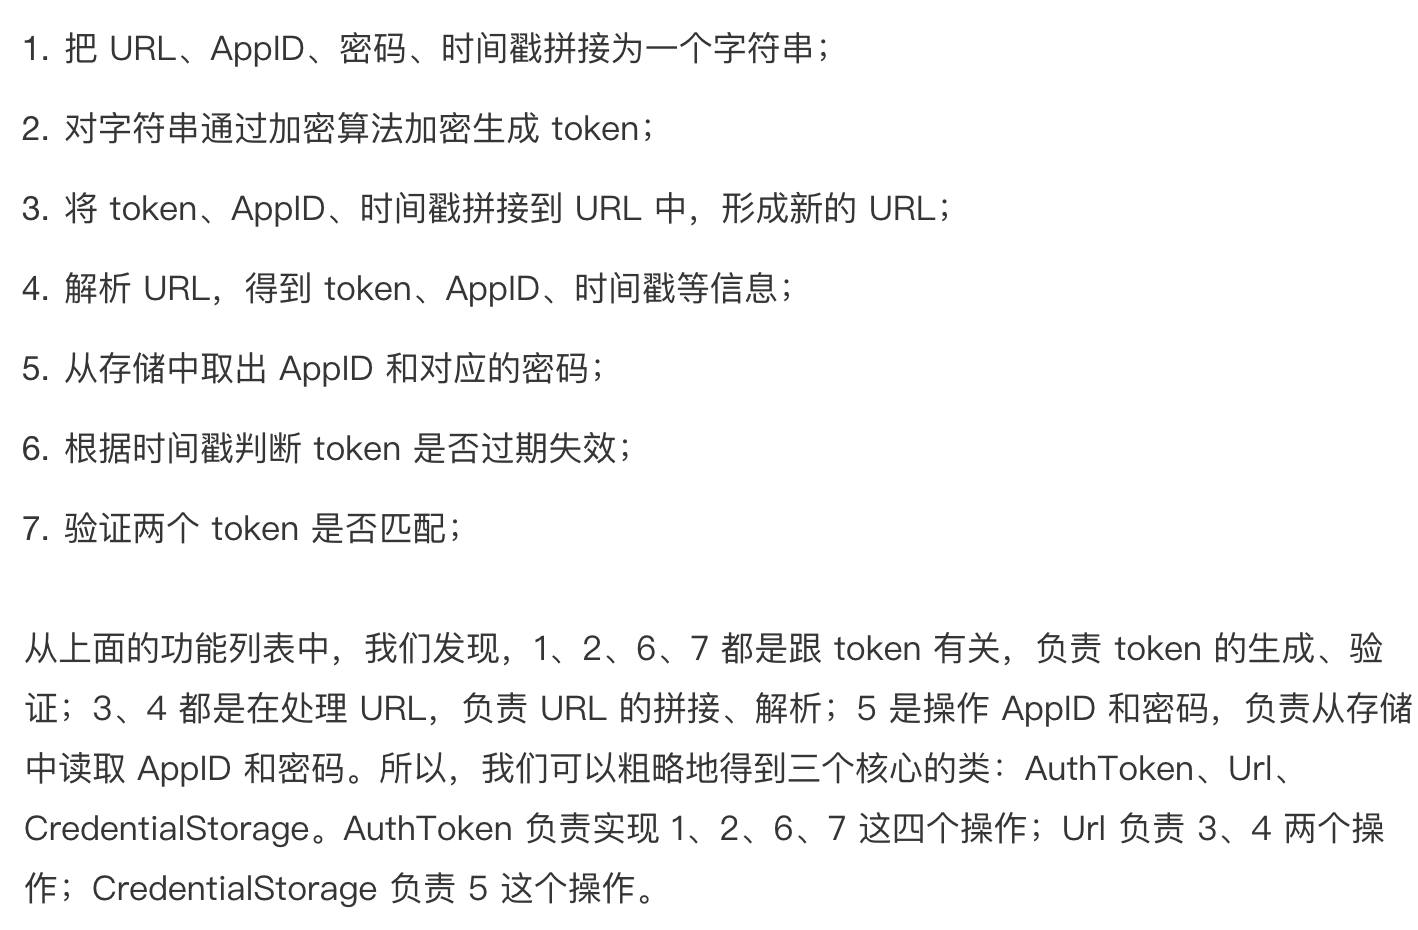 1. 把 URL、AppID、密码、时间戳拼接为一个字符串；
2. 对字符串通过加密算法加密生成 token；
3. 将 token、AppID、时间戳拼接到 URL 中，形成新的 URL；
4. 解析 URL，得到 token、AppID、时间戳等信息；
5. 从存储中取出 AppID 和对应的密码；
6. 根据时间戳判断 token 是否过期失效；
7. 验证两个 token 是否匹配；
从上面的功能列表中，我们发现，1、2、6、7 都是跟 token 有关，负责 token 的生成、验
证；3、4 都是在处理 URL，负责 URL 的拼接、解析；5 是操作 AppID 和密码，负责从存储
中读取 AppID 和密码。所以，我们可以粗略地得到三个核心的类：AuthToken、Url、
CredentialStorage。AuthToken 负责实现 1、2、6、7 这四个操作；Url 负责 3、4 两个操
作；CredentialStorage 负责 5 这个操作。